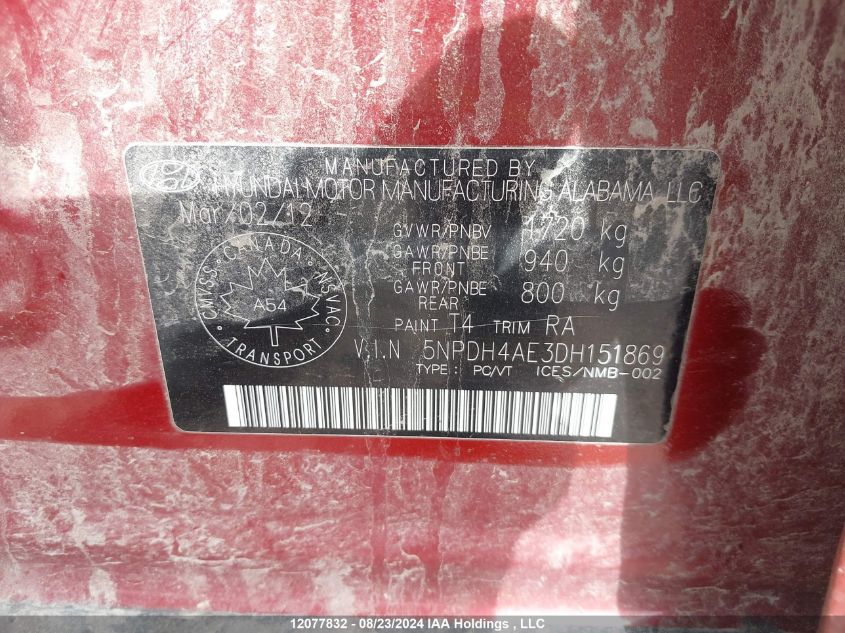 MANUFACTURED BY
HYUNDAI MOTOR MANUFACTURING ALABAMA, LLC
Mar/02/12
GVWR/PNBV 1720 kg
GAWR/PNBE FRONT 940 kg
GAWR/PNBE REAR 800 kg
CANADA
CMVSS NSVAC
A54
TRANSPORT
PAINT T4 TRIM RA
V.I.N 5NPDH4AE3DH151869
TYPE : PC/VT ICES/NMB-002
12077832 - 08/23/2024 IAA Holdings , LLC